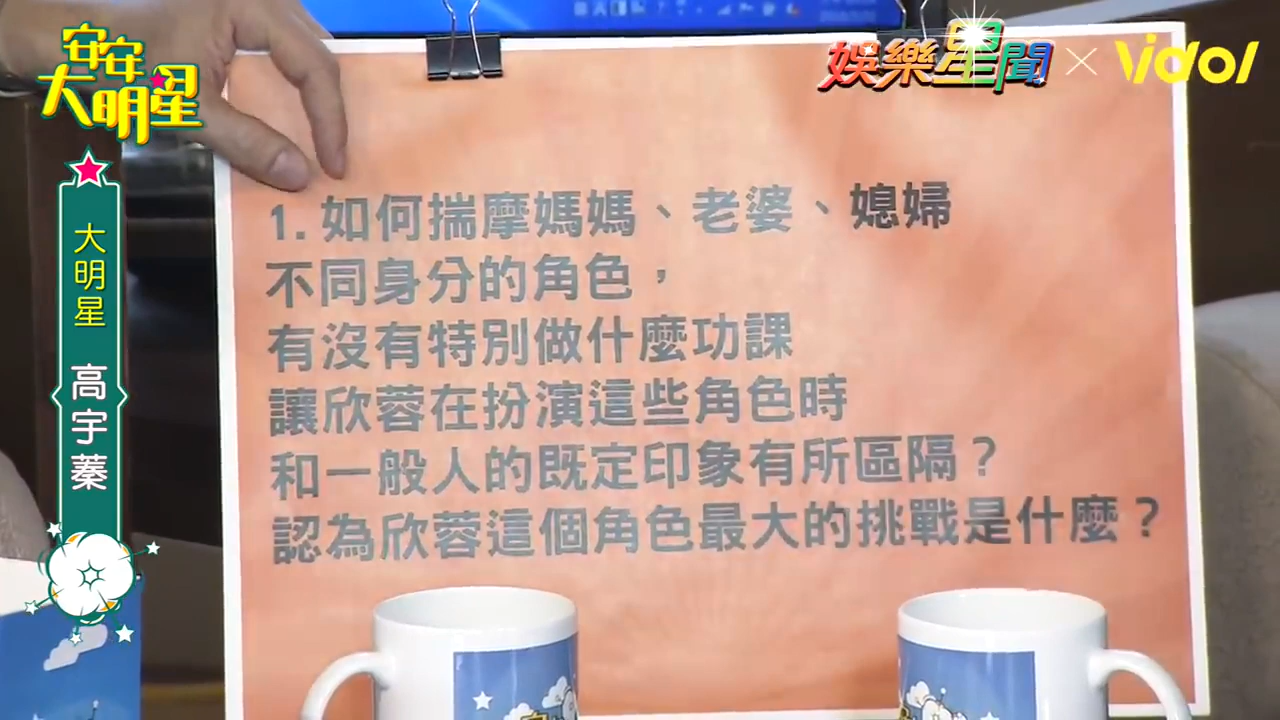 安安
大明星
大明星 高宇蓁
娛樂星聞 × Vidol
1. 如何揣摩媽媽、老婆、媳婦
不同身分的角色，
有沒有特別做什麼功課
讓欣蓉在扮演這些角色時
和一般人的既定印象有所區隔？
認為欣蓉這個角色最大的挑戰是什麼？